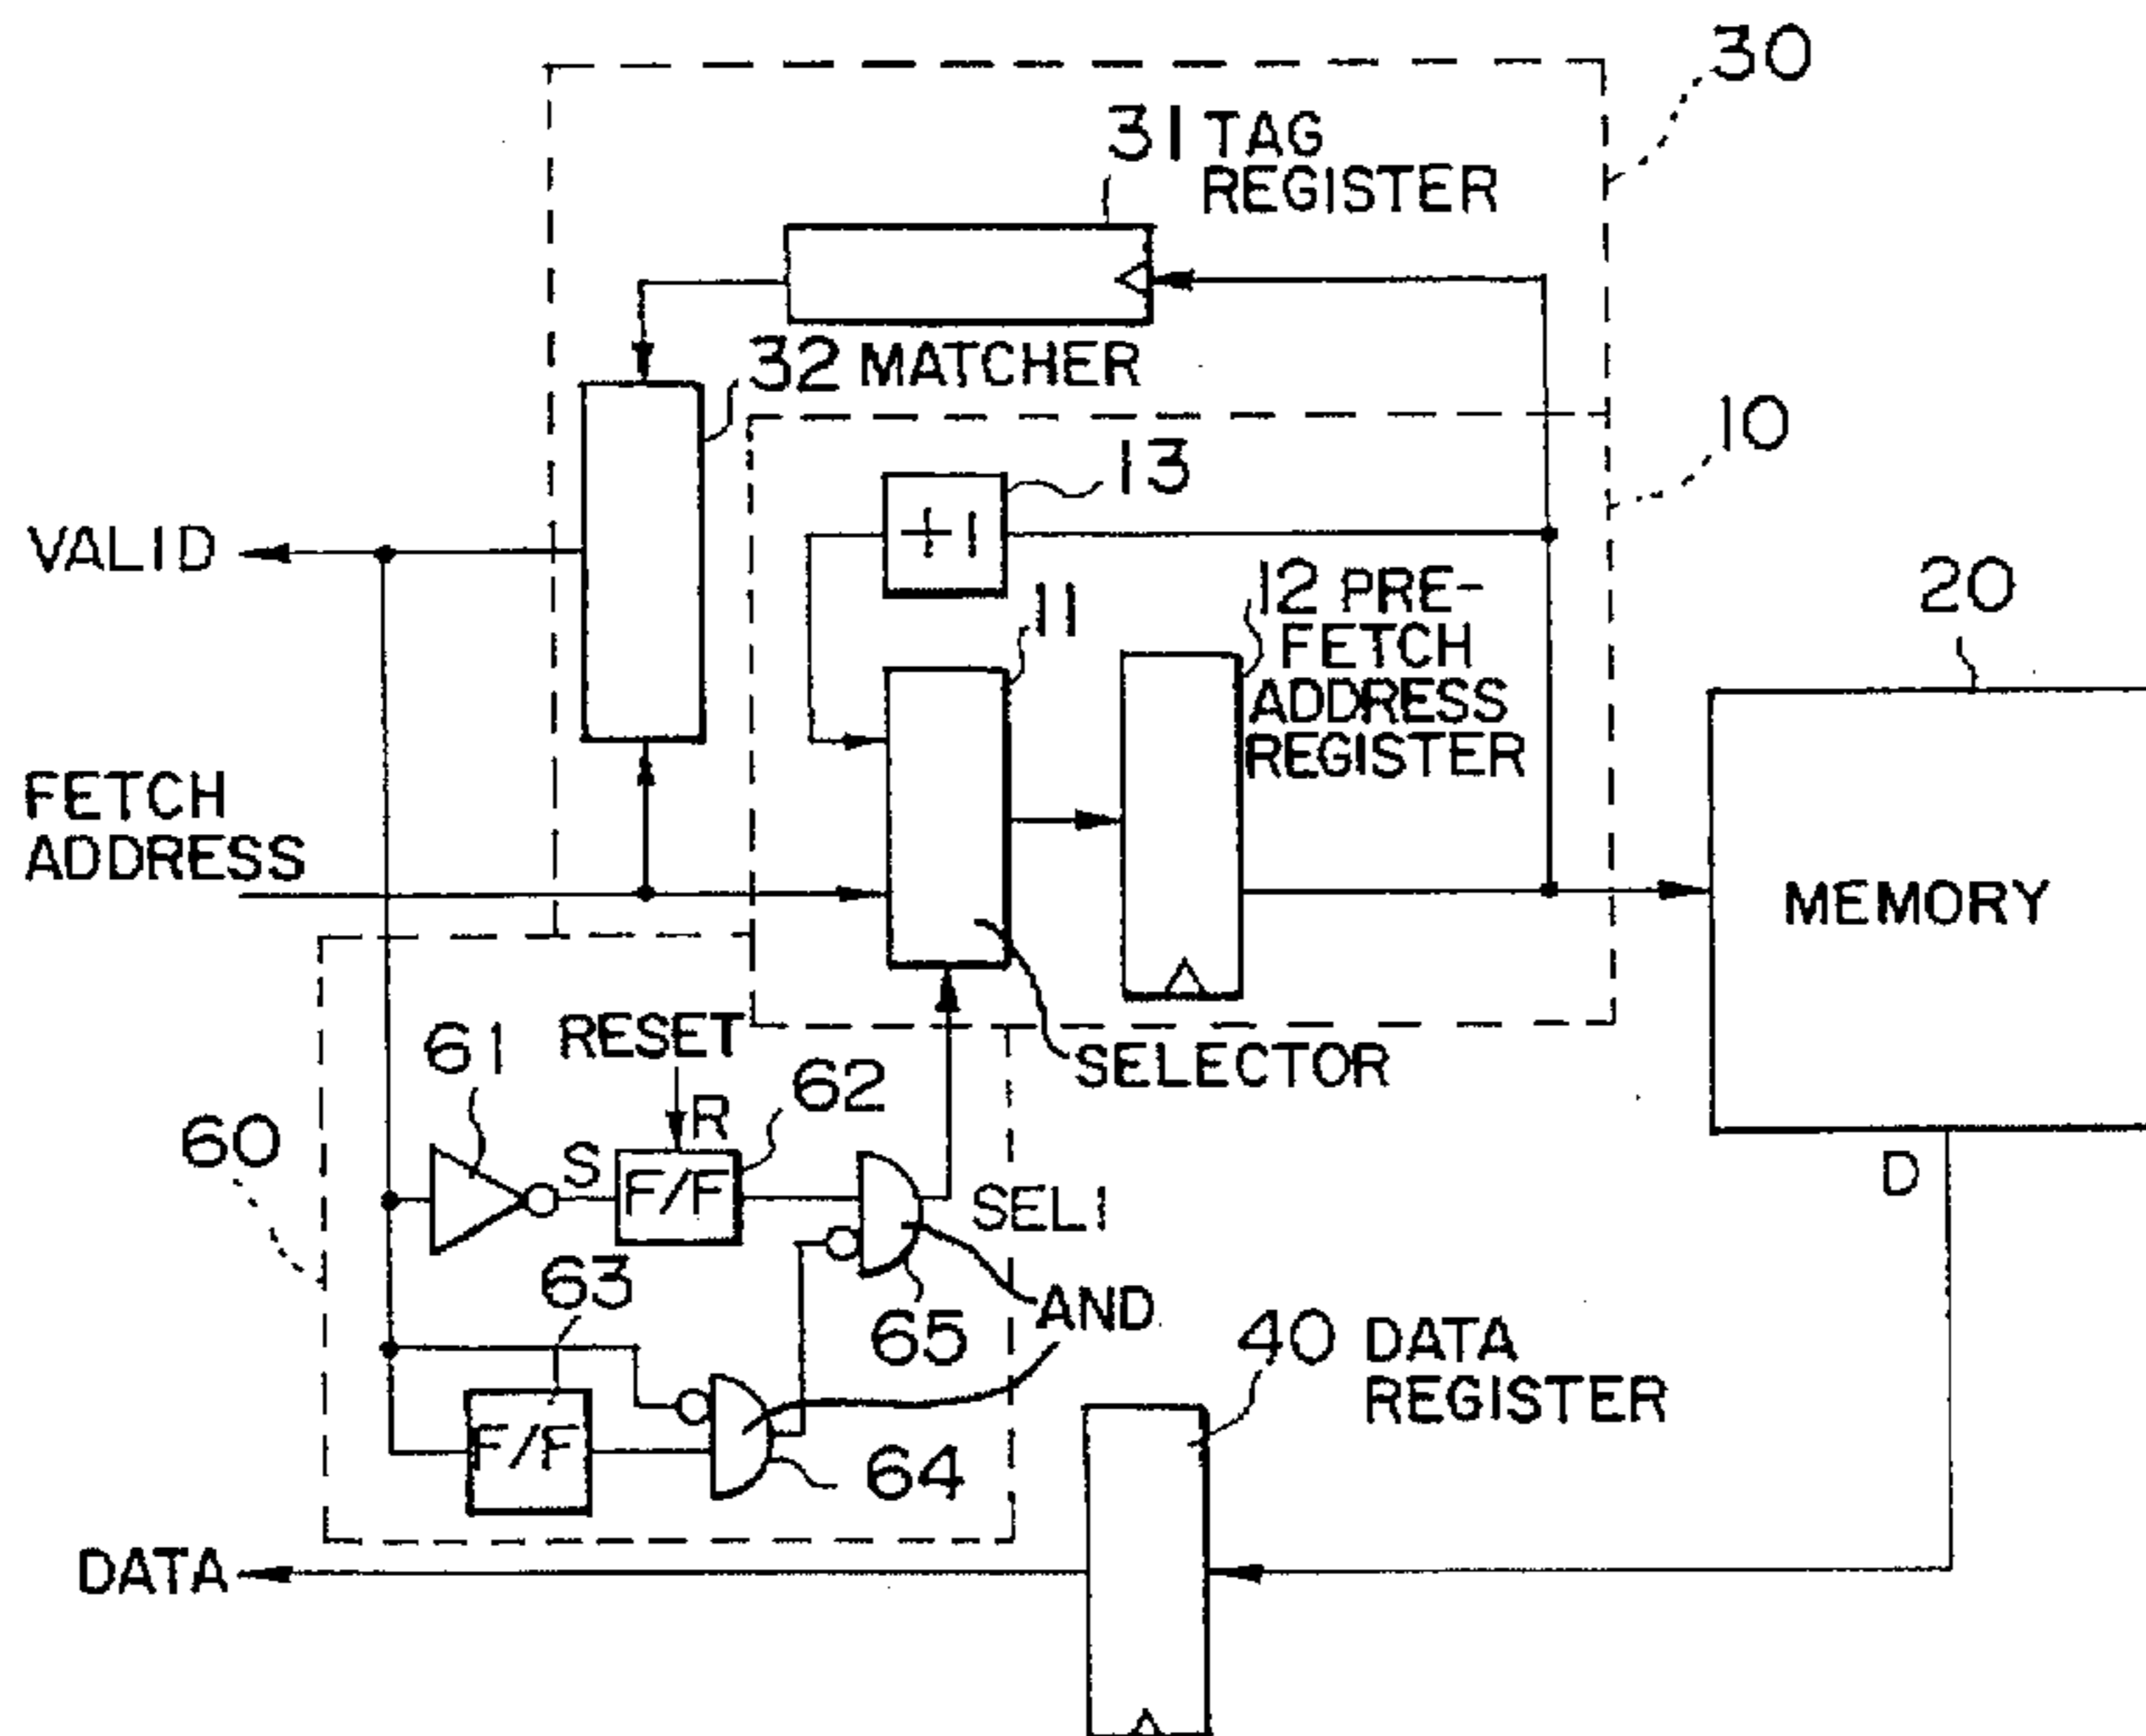 30
31 TAG
REGISTER
32 MATCHER
10
13
+1
VALID
11
12 PRE-
FETCH
ADDRESS
REGISTER
20
FETCH
ADDRESS
MEMORY
61
RESET
SELECTOR
R
62
60
S
F/F
SEL1
D
63
65
AND
40 DATA
REGISTER
F/F
64
DATA